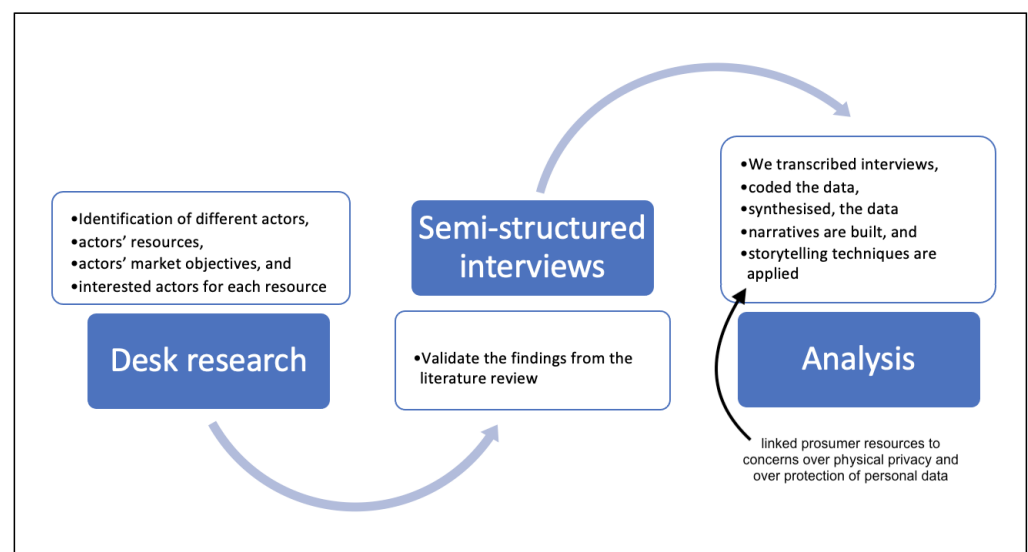 •Identification of different actors,
•actors’ resources,
•actors’ market objectives, and
•interested actors for each resource
Desk research
Semi-structured
interviews
•Validate the findings from the
literature review
•We transcribed interviews,
•coded the data,
•synthesised, the data
•narratives are built, and
•storytelling techniques are
applied
Analysis
linked prosumer resources to
concerns over physical privacy and
over protection of personal data